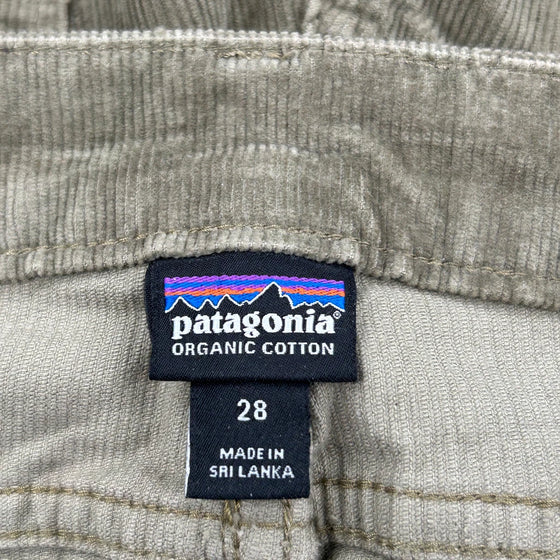 patagonia®
ORGANIC COTTON
28
MADE IN
SRI LANKA